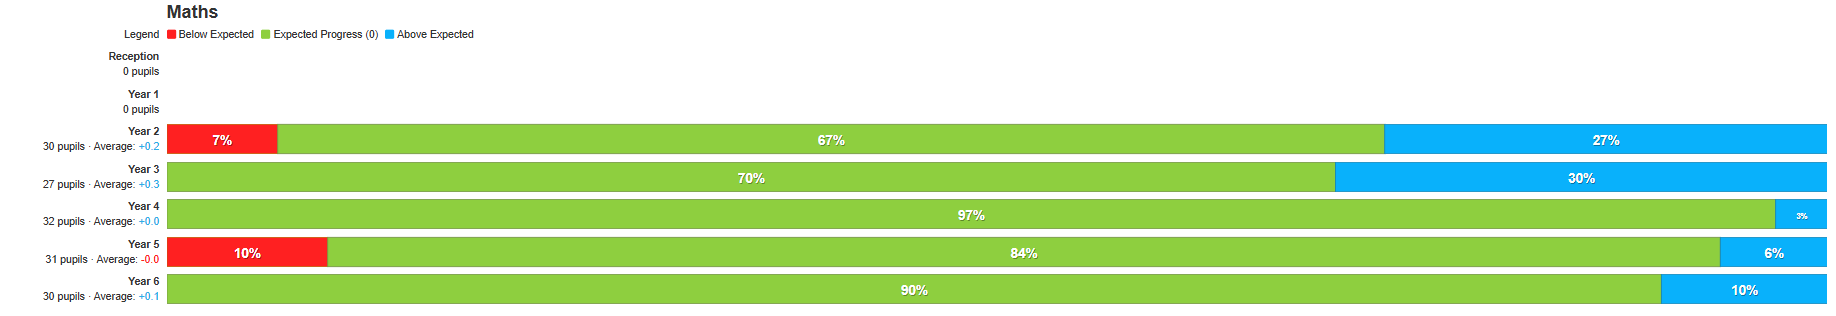 Maths
Legend Below Expected Expected Progress (0) Above Expected
Reception
0 pupils
Year 1
0 pupils
Year 2
30 pupils · Average: +0.2
7% 67% 27%
Year 3
27 pupils · Average: +0.3
70% 30%
Year 4
32 pupils · Average: +0.0
97% 3%
Year 5
31 pupils · Average: -0.0
10% 84% 6%
Year 6
30 pupils · Average: +0.1
90% 10%